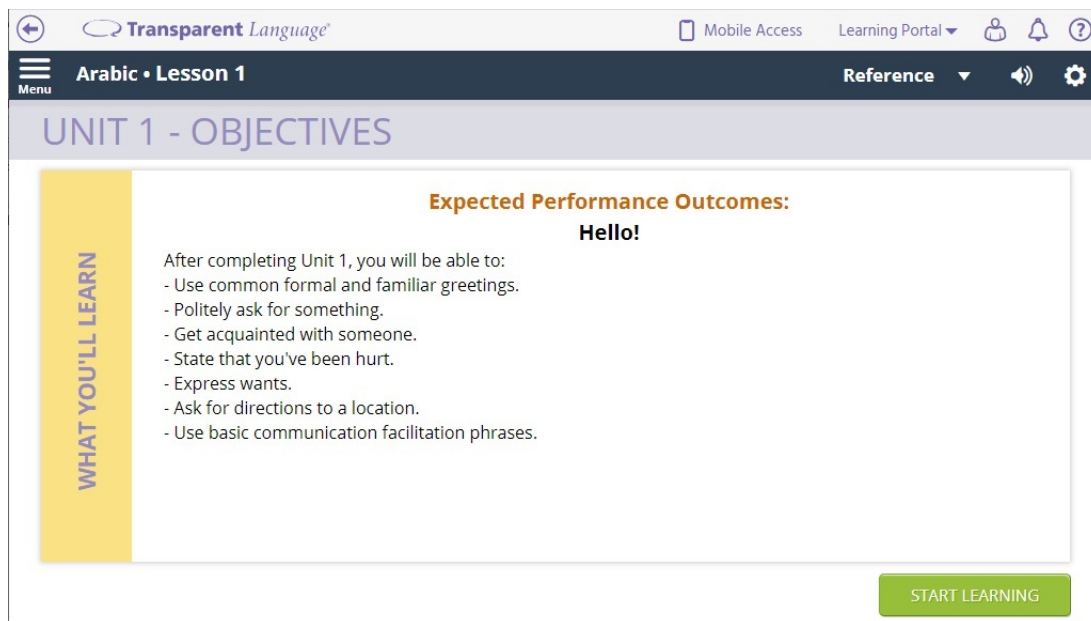 Transparent Language®
Mobile Access
Learning Portal
?
Menu
Arabic • Lesson 1
Reference
UNIT 1 - OBJECTIVES
WHAT YOU'LL LEARN
Expected Performance Outcomes:
Hello!
After completing Unit 1, you will be able to:
- Use common formal and familiar greetings.
- Politely ask for something.
- Get acquainted with someone.
- State that you've been hurt.
- Express wants.
- Ask for directions to a location.
- Use basic communication facilitation phrases.
START LEARNING